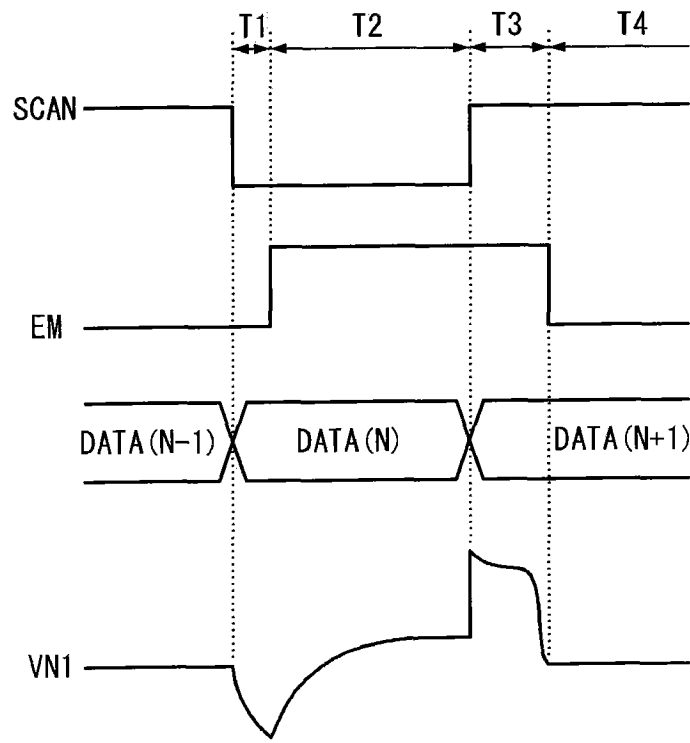 T1 T2 T3 T4
SCAN
EM
DATA(N-1) DATA(N) DATA(N+1)
VN1